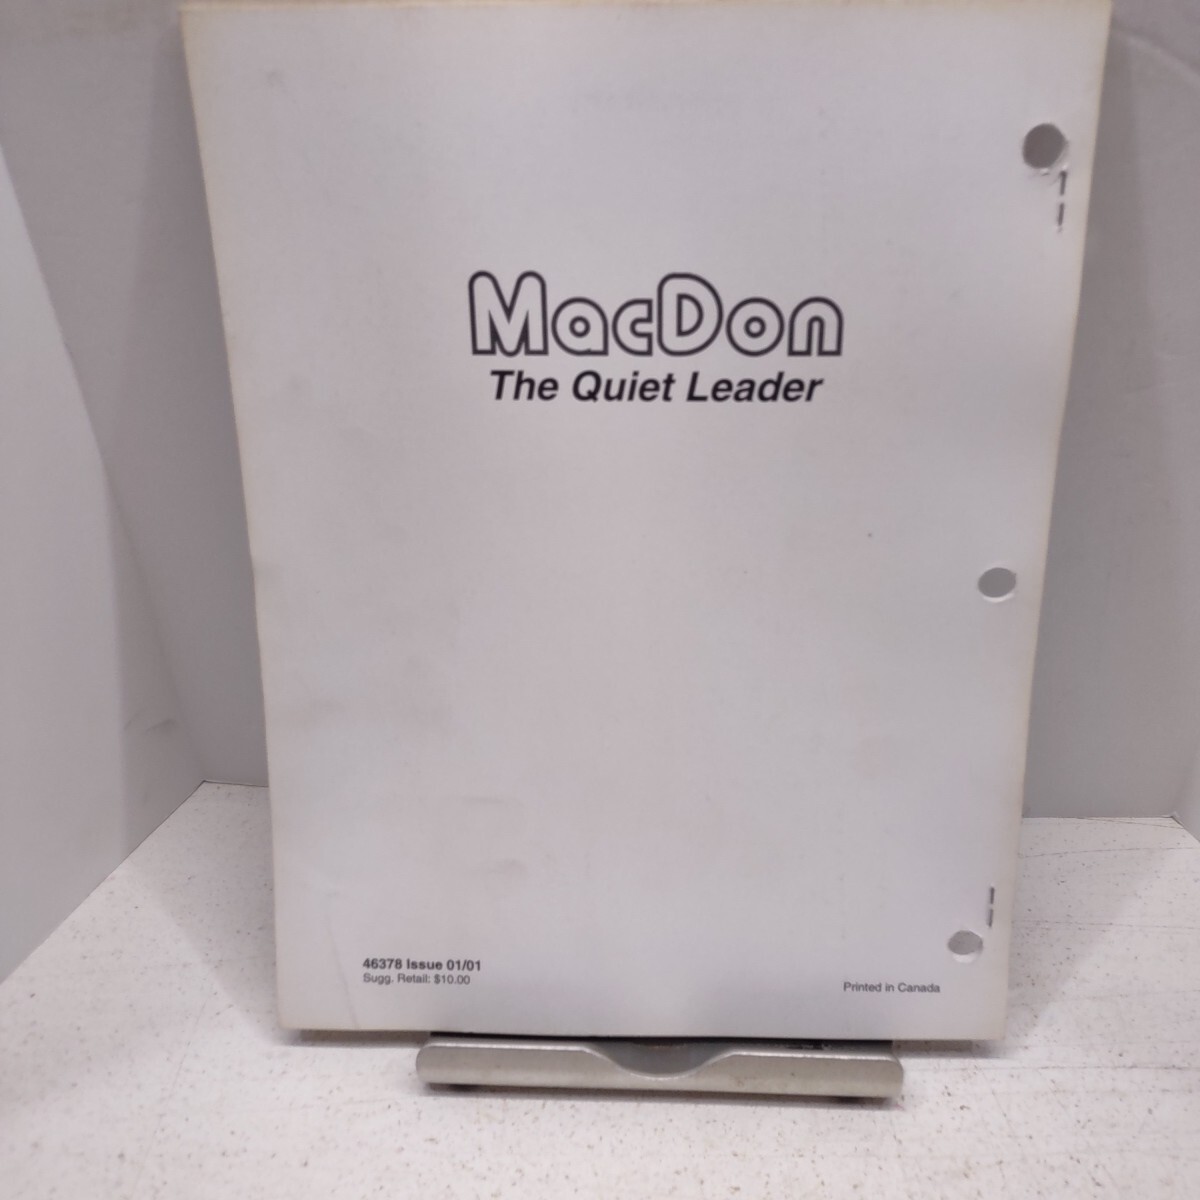 MacDon
The Quiet Leader
46378 Issue 01/01
Sugg. Retail: $10.00
Printed in Canada